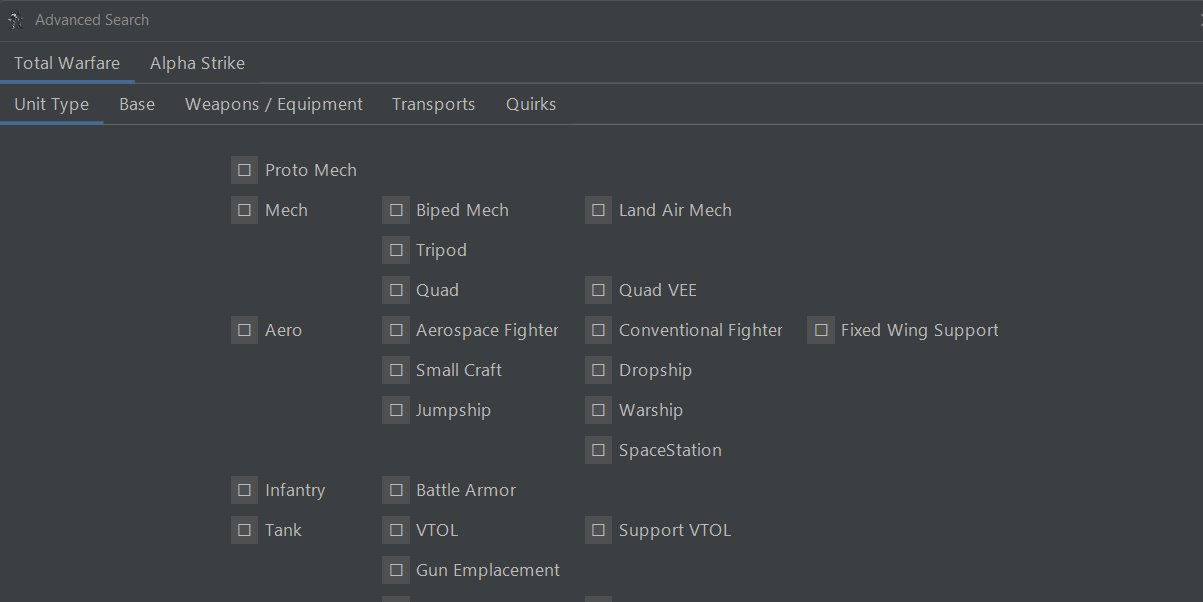 Advanced Search
Total Warfare Alpha Strike
Unit Type Base Weapons / Equipment Transports Quirks
Proto Mech
Mech Biped Mech Land Air Mech
Tripod
Quad Quad VEE
Aero Aerospace Fighter Conventional Fighter Fixed Wing Support
Small Craft Dropship
Jumpship Warship
SpaceStation
Infantry Battle Armor
Tank VTOL Support VTOL
Gun Emplacement